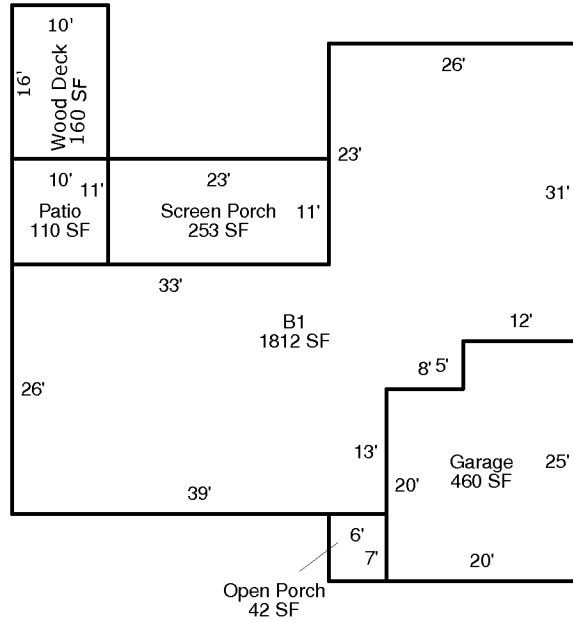 10'
16'
Wood Deck
160 SF
26'
23'
31'
10'
11'
Patio
110 SF
23'
11'
Screen Porch
253 SF
33'
B1
1812 SF
12'
8'
5'
26'
13'
Garage
460 SF
25'
20'
39'
6'
7'
20'
Open Porch
42 SF